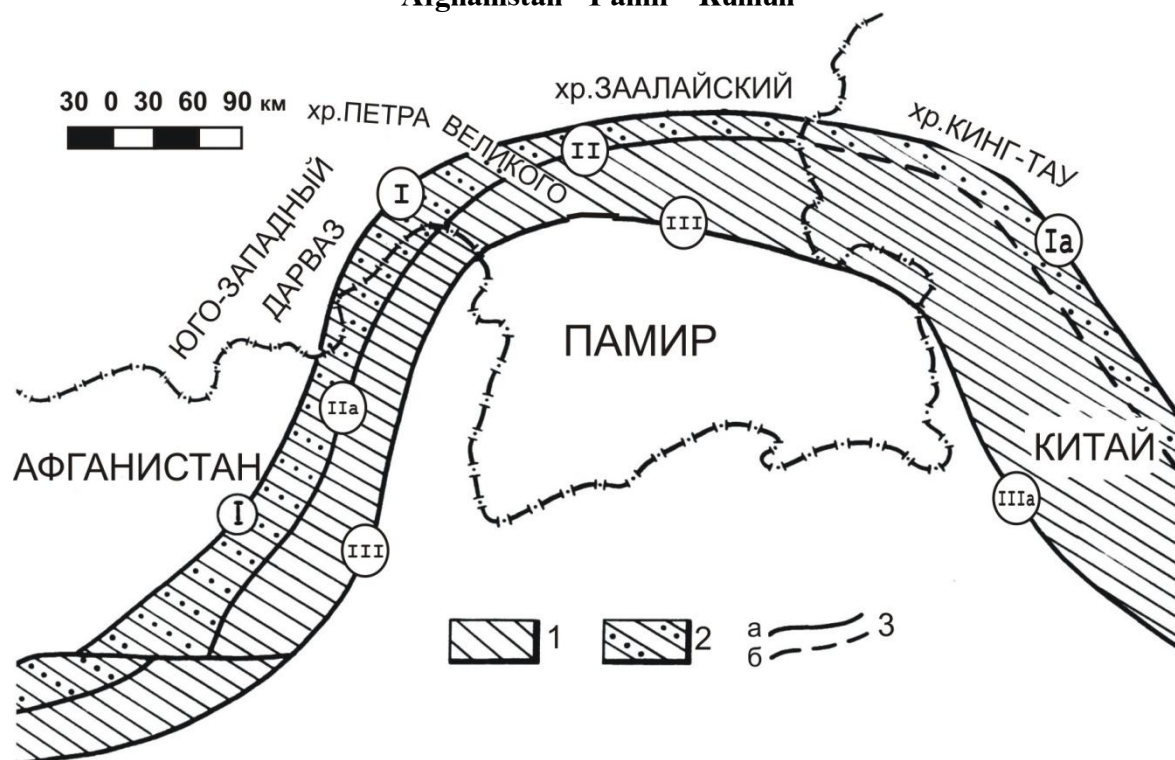 Afghanistan - Pamir - Kunlun
30 0 30 60 90 км
хр.ПЕТРА ВЕЛИКОГО
хр.ЗААЛАЙСКИЙ
хр.КИНГ-ТАУ
ЮГО-ЗАПАДНЫЙ
ДАРВАЗ
I
II
III
Ia
ПАМИР
IIa
АФГАНИСТАН
КИТАЙ
I
III
IIIa
1
2
а
б
3